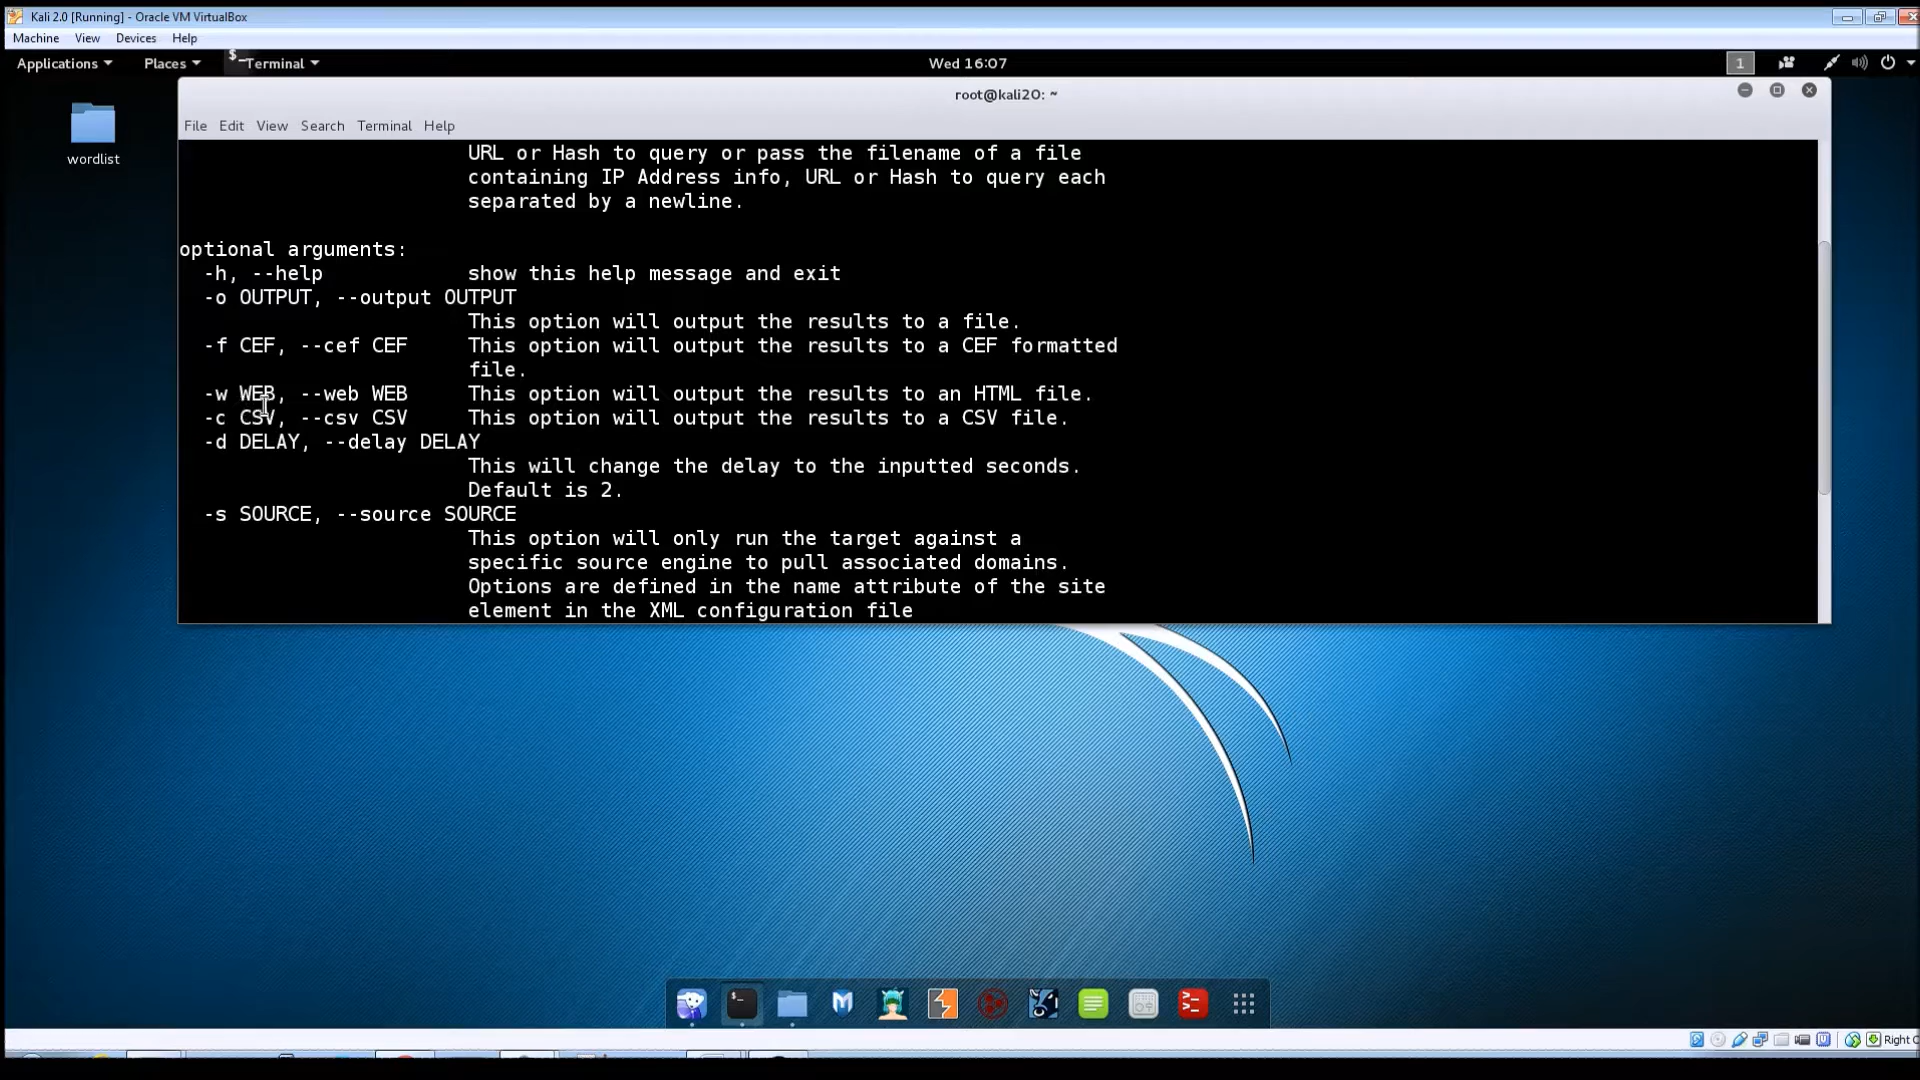 Kali 2.0 [Running] - Oracle VM VirtualBox
Machine View Devices Help
Applications Places Terminal Wed 16:07 1
root@kali20: ~
File Edit View Search Terminal Help
wordlist
URL or Hash to query or pass the filename of a file
containing IP Address info, URL or Hash to query each
separated by a newline.
optional arguments:
-h, --help show this help message and exit
-o OUTPUT, --output OUTPUT
This option will output the results to a file.
-f CEF, --cef CEF This option will output the results to a CEF formatted
file.
-w WEB, --web WEB This option will output the results to an HTML file.
-c CSV, --csv CSV This option will output the results to a CSV file.
-d DELAY, --delay DELAY
This will change the delay to the inputted seconds.
Default is 2.
-s SOURCE, --source SOURCE
This option will only run the target against a
specific source engine to pull associated domains.
Options are defined in the name attribute of the site
element in the XML configuration file
Right C